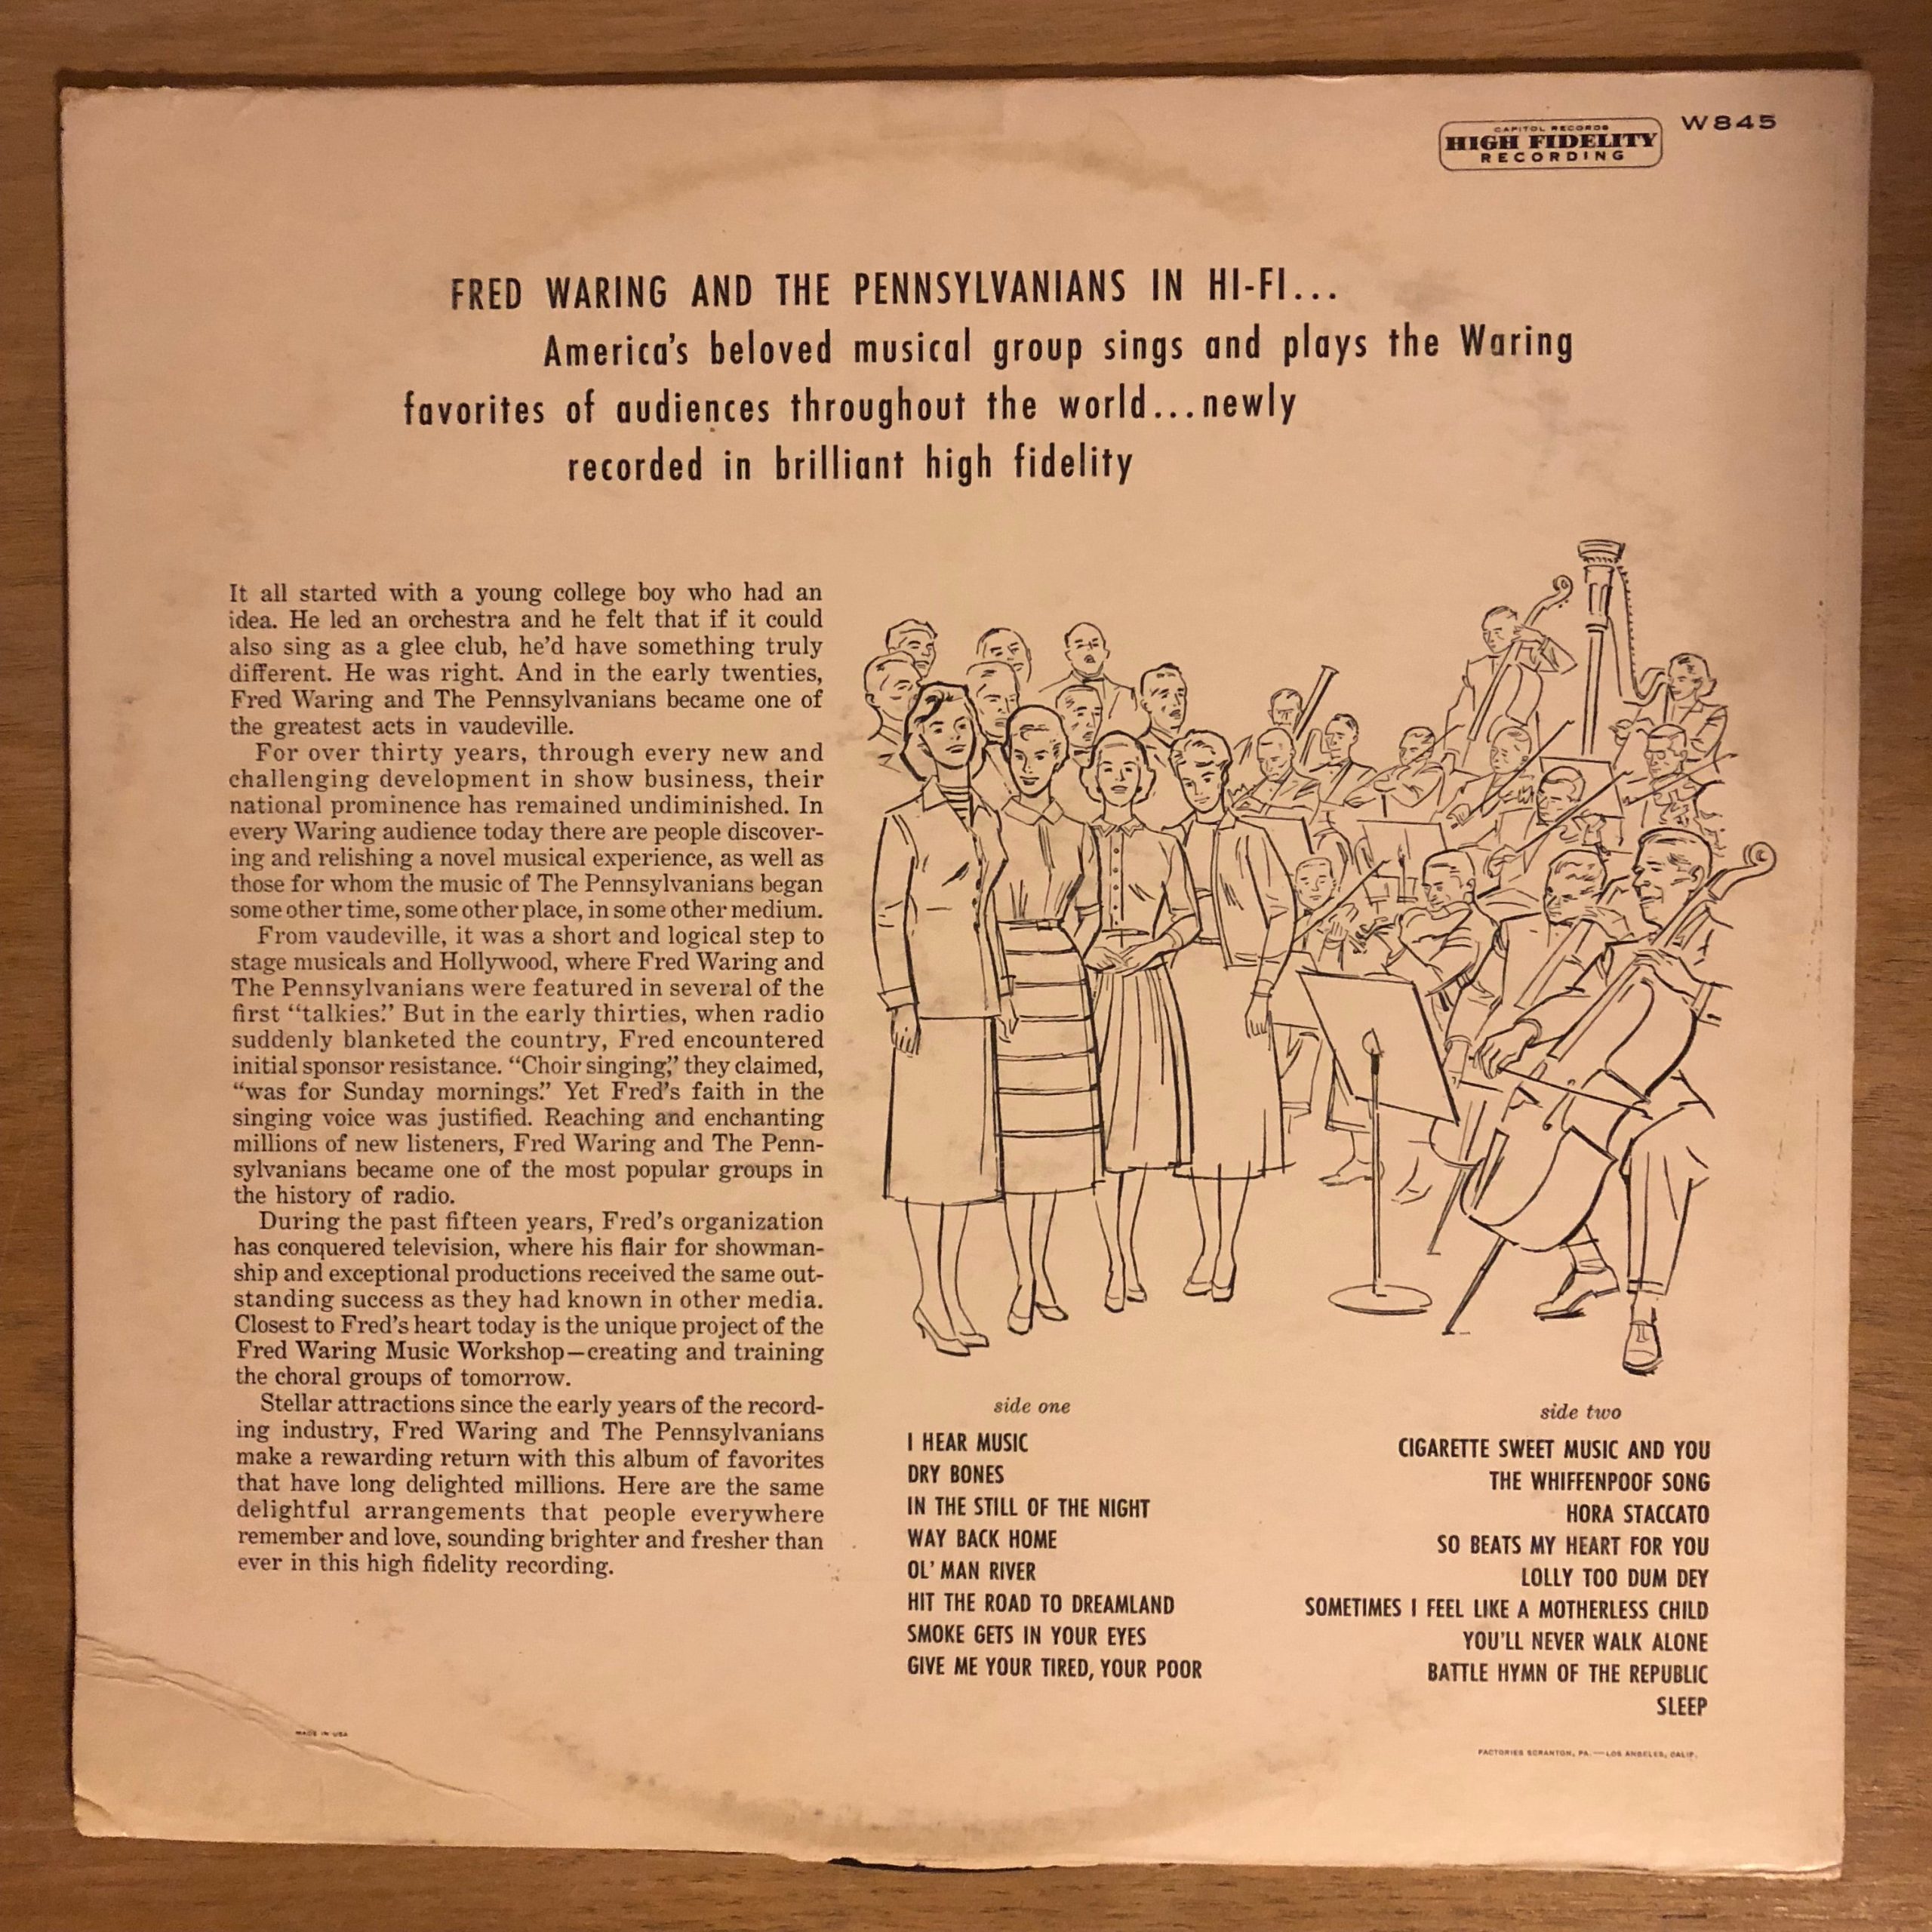 CAPITOL RECORDS
HIGH FIDELITY
RECORDING
W845
FRED WARING AND THE PENNSYLVANIANS IN HI-FI...
America's beloved musical group sings and plays the Waring
favorites of audiences throughout the world...newly
recorded in brilliant high fidelity
It all started with a young college boy who had an
idea. He led an orchestra and he felt that if it could
also sing as a glee club, he'd have something truly
different. He was right. And in the early twenties,
Fred Waring and The Pennsylvanians became one of
the greatest acts in vaudeville.
For over thirty years, through every new and
challenging development in show business, their
national prominence has remained undiminished. In
every Waring audience today there are people discover-
ing and relishing a novel musical experience, as well as
those for whom the music of The Pennsylvanians began
some other time, some other place, in some other medium.
From vaudeville, it was a short and logical step to
stage musicals and Hollywood, where Fred Waring and
The Pennsylvanians were featured in several of the
first "talkies." But in the early thirties, when radio
suddenly blanketed the country, Fred encountered
initial sponsor resistance. "Choir singing," they claimed,
"was for Sunday mornings." Yet Fred's faith in the
singing voice was justified. Reaching and enchanting
millions of new listeners, Fred Waring and The Penn-
sylvanians became one of the most popular groups in
the history of radio.
During the past fifteen years, Fred's organization
has conquered television, where his flair for showman-
ship and exceptional productions received the same out-
standing success as they had known in other media.
Closest to Fred's heart today is the unique project of the
Fred Waring Music Workshop—creating and training
the choral groups of tomorrow.
Stellar attractions since the early years of the record-
ing industry, Fred Waring and The Pennsylvanians
make a rewarding return with this album of favorites
that have long delighted millions. Here are the same
delightful arrangements that people everywhere
remember and love, sounding brighter and fresher than
ever in this high fidelity recording.
side one
I HEAR MUSIC
DRY BONES
IN THE STILL OF THE NIGHT
WAY BACK HOME
OL' MAN RIVER
HIT THE ROAD TO DREAMLAND
SMOKE GETS IN YOUR EYES
GIVE ME YOUR TIRED, YOUR POOR
side two
CIGARETTE SWEET MUSIC AND YOU
THE WHIFFENPOOF SONG
HORA STACCATO
SO BEATS MY HEART FOR YOU
LOLLY TOO DUM DEY
SOMETIMES I FEEL LIKE A MOTHERLESS CHILD
YOU'LL NEVER WALK ALONE
BATTLE HYMN OF THE REPUBLIC
SLEEP
MADE IN USA
FACTORIES SCRANTON, PA.—LOS ANGELES, CALIF.